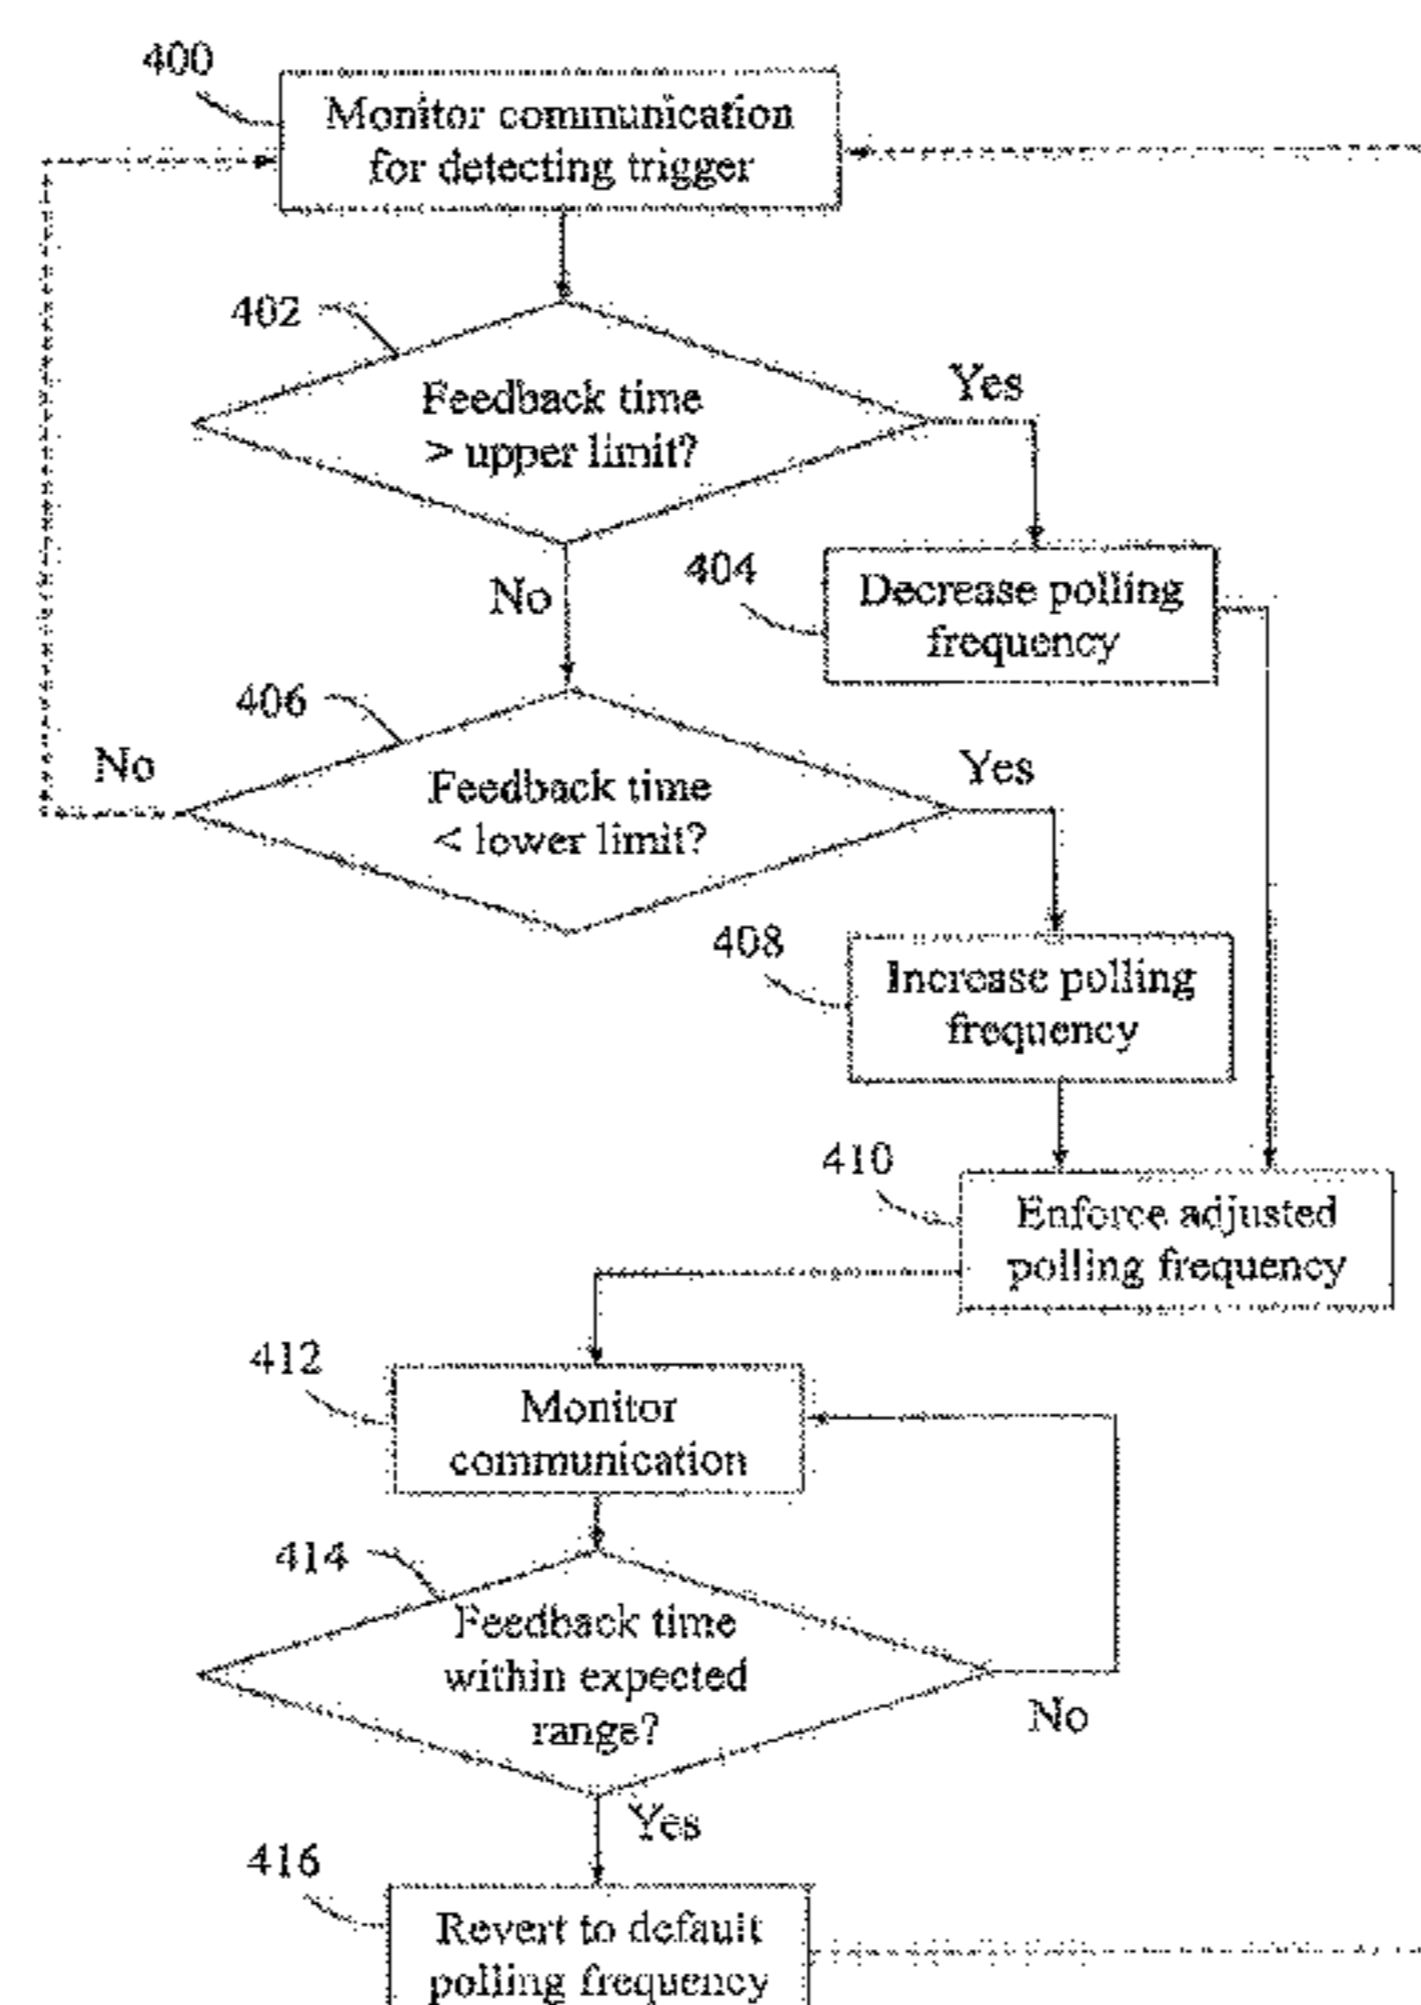 400
Monitor communication
for detecting trigger
402
Feedback time
> upper limit?
Yes
No
404
Decrease polling
frequency
406
Feedback time
< lower limit?
No
Yes
408
Increase polling
frequency
410
Enforce adjusted
polling frequency
412
Monitor
communication
414
Feedback time
within expected
range?
No
Yes
416
Revert to default
polling frequency